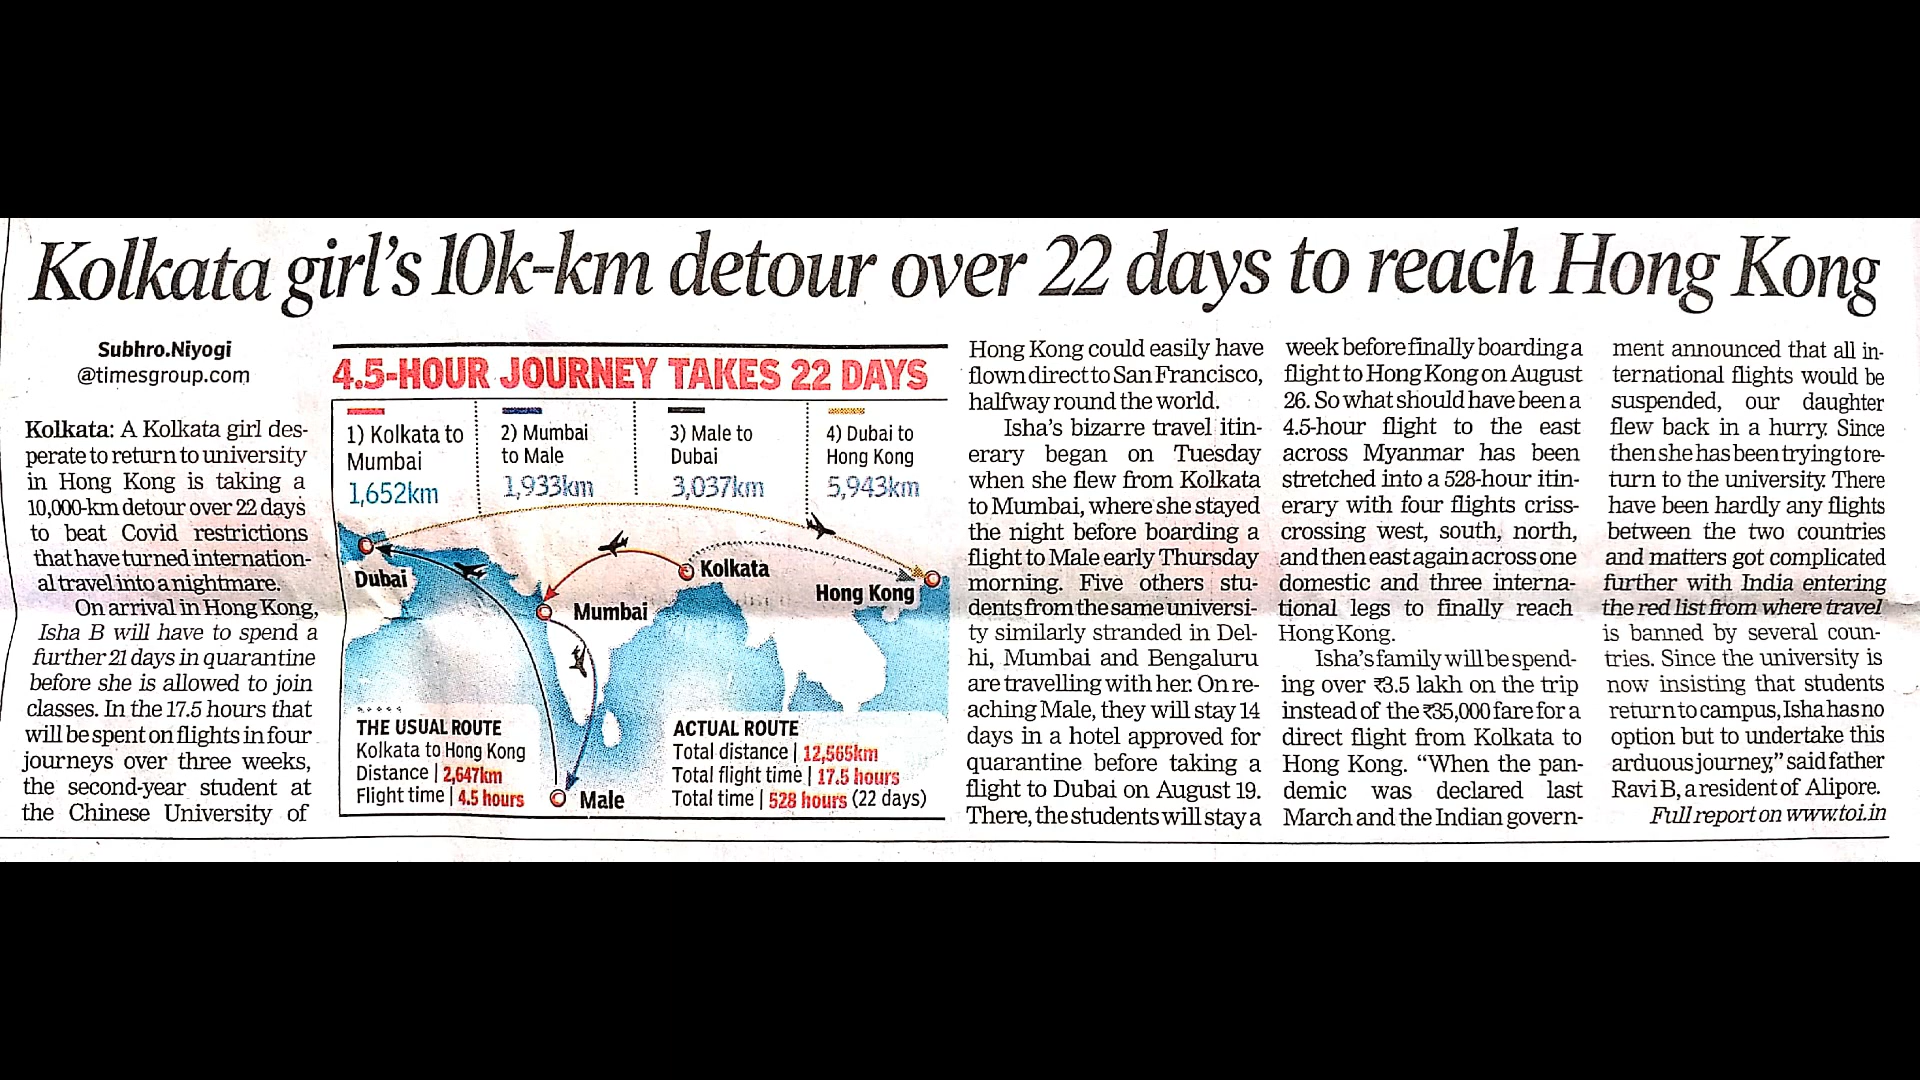 Kolkata girl's 10k-km detour over 22 days to reach Hong Kong
Subhro.Niyogi
@timesgroup.com
Kolkata: A Kolkata girl des-
perate to return to university
in Hong Kong is taking a
10,000-km detour over 22 days
to beat Covid restrictions
that have turned internation-
al travel into a nightmare.
On arrival in Hong Kong,
Isha B will have to spend a
further 21 days in quarantine
before she is allowed to join
classes. In the 17.5 hours that
will be spent on flights in four
journeys over three weeks,
the second-year student at
the Chinese University of
4.5-HOUR JOURNEY TAKES 22 DAYS
1) Kolkata to
Mumbai
1,652km
2) Mumbai
to Male
1,933km
3) Male to
Dubai
3,037km
4) Dubai to
Hong Kong
5,943km
Dubai
Kolkata
Hong Kong
Mumbai
Male
THE USUAL ROUTE
Kolkata to Hong Kong
Distance | 2,647km
Flight time | 4.5 hours
ACTUAL ROUTE
Total distance | 12,565km
Total flight time | 17.5 hours
Total time | 528 hours (22 days)
Hong Kong could easily have
flown direct to San Francisco,
halfway round the world.
Isha's bizarre travel itin-
erary began on Tuesday
when she flew from Kolkata
to Mumbai, where she stayed
the night before boarding a
flight to Male early Thursday
morning. Five others stu-
dents from the same universi-
ty similarly stranded in Del-
hi, Mumbai and Bengaluru
are travelling with her. On re-
aching Male, they will stay 14
days in a hotel approved for
quarantine before taking a
flight to Dubai on August 19.
There, the students will stay a
week before finally boarding a
flight to Hong Kong on August
26. So what should have been a
4.5-hour flight to the east
across Myanmar has been
stretched into a 528-hour itin-
erary with four flights criss-
crossing west, south, north,
and then east again across one
domestic and three interna-
tional legs to finally reach
Hong Kong.
Isha's family will be spend-
ing over ₹3.5 lakh on the trip
instead of the ₹35,000 fare for a
direct flight from Kolkata to
Hong Kong. “When the pan-
demic was declared last
March and the Indian govern-
ment announced that all in-
ternational flights would be
suspended, our daughter
flew back in a hurry. Since
then she has been trying to re-
turn to the university. There
have been hardly any flights
between the two countries
and matters got complicated
further with India entering
the red list from where travel
is banned by several coun-
tries. Since the university is
now insisting that students
return to campus, Isha has no
option but to undertake this
arduous journey,” said father
Ravi B, a resident of Alipore.
Full report on www.toi.in